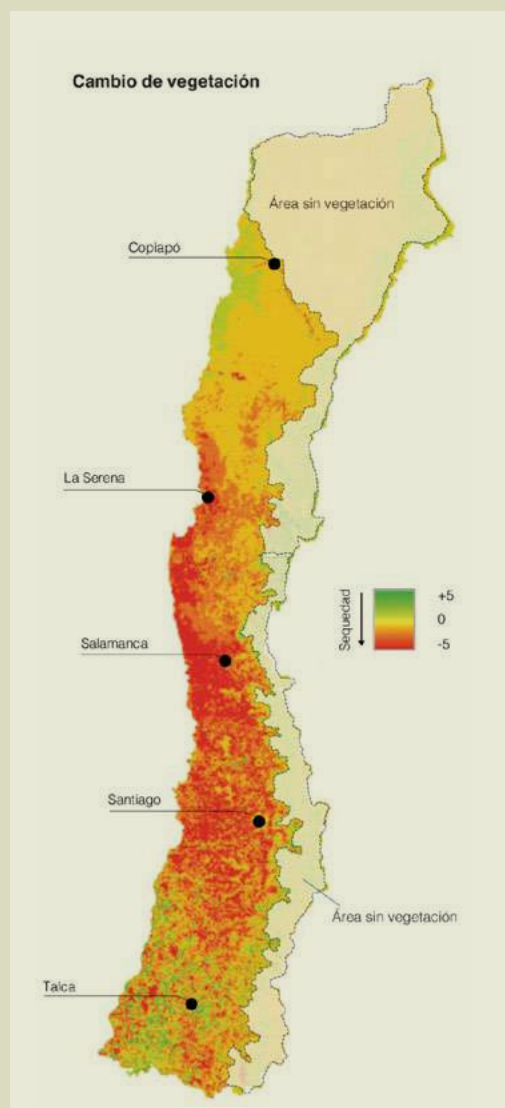 Cambio de vegetación
Área sin vegetación
Copiapó
La Serena
Salamanca
Santiago
Talca
Sequedad
+5
0
-5
Área sin vegetación